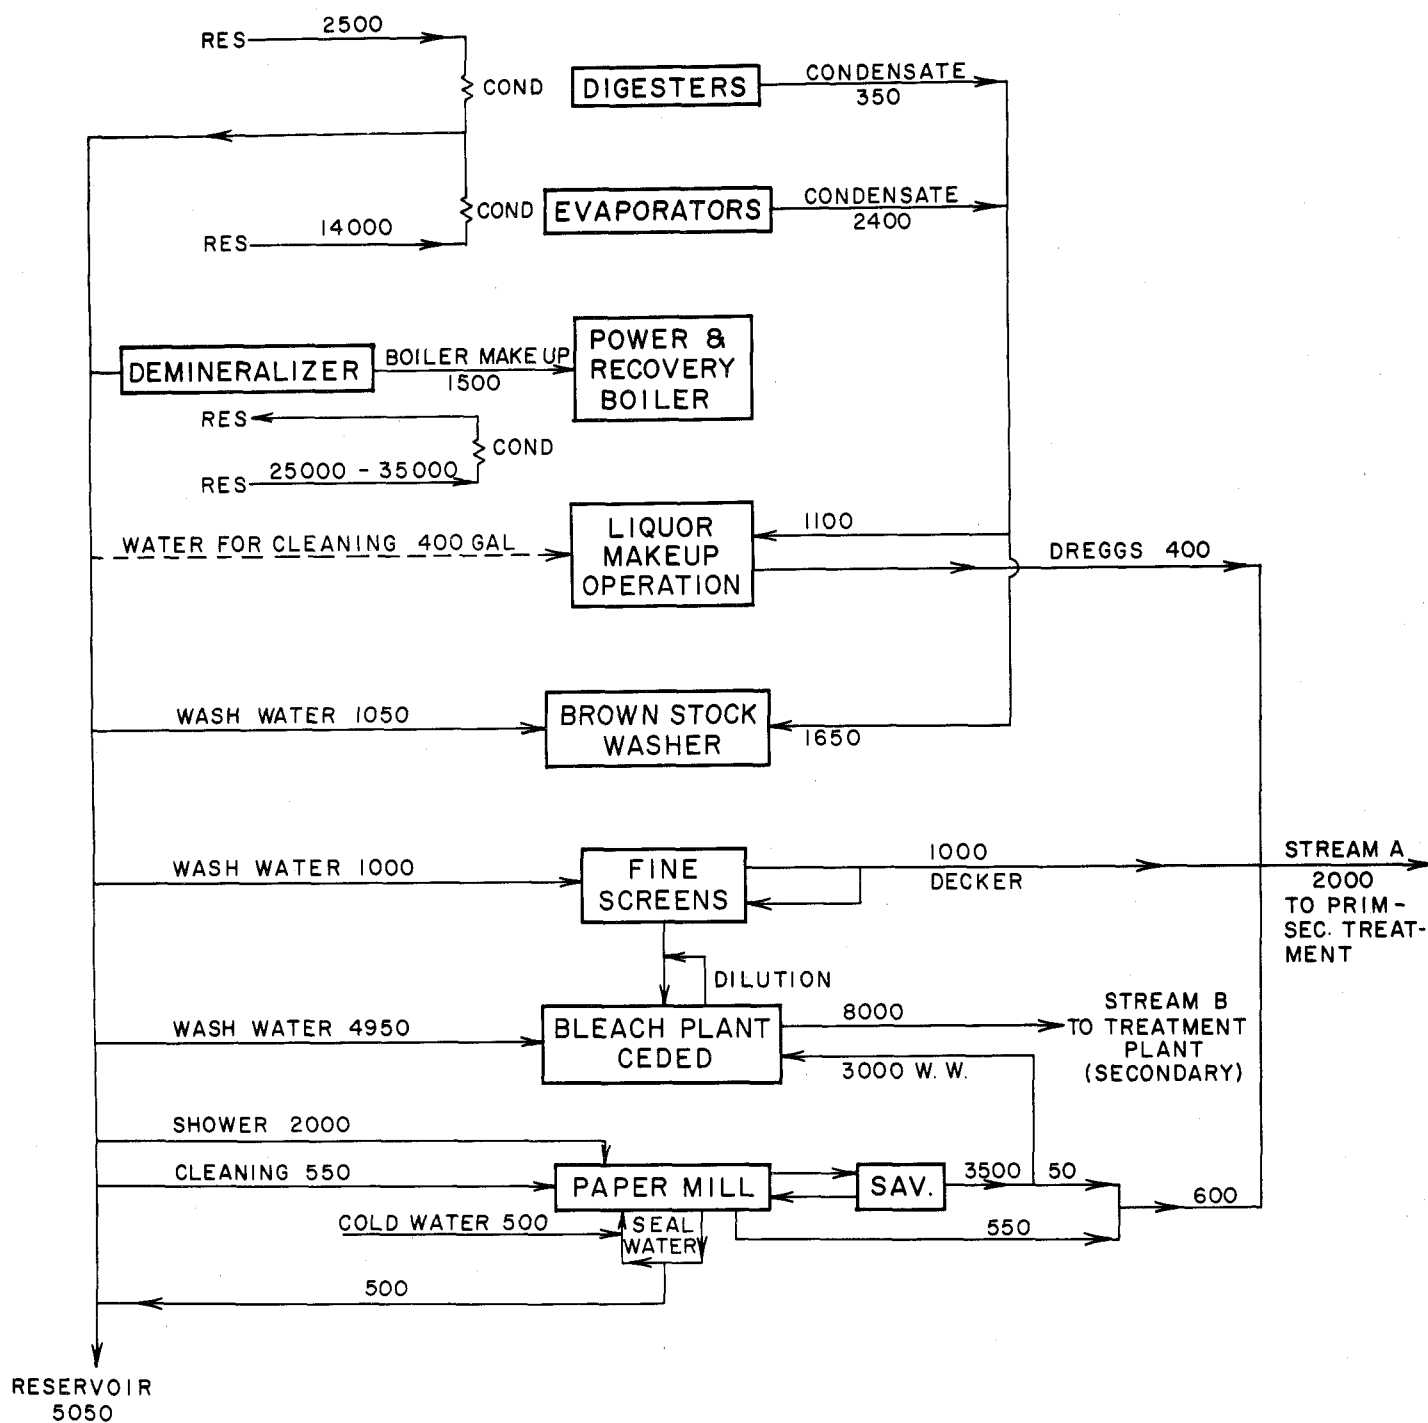 RES 2500
COND
DIGESTERS
CONDENSATE
350
COND
EVAPORATORS
CONDENSATE
2400
RES 14000
DEMINERALIZER
BOILER MAKE UP
1500
POWER &
RECOVERY
BOILER
RES
COND
RES 25000 - 35000
WATER FOR CLEANING 400 GAL
LIQUOR
MAKEUP
OPERATION
1100
DREGGS 400
WASH WATER 1050
BROWN STOCK
WASHER
1650
WASH WATER 1000
FINE
SCREENS
1000
DECKER
STREAM A
2000
TO PRIM-
SEC. TREAT-
MENT
DILUTION
WASH WATER 4950
BLEACH PLANT
CEDED
8000
3000 W. W.
STREAM B
TO TREATMENT
PLANT
(SECONDARY)
SHOWER 2000
CLEANING 550
PAPER MILL
SAV.
3500 50
600
COLD WATER 500
SEAL
WATER
550
500
RESERVOIR
5050